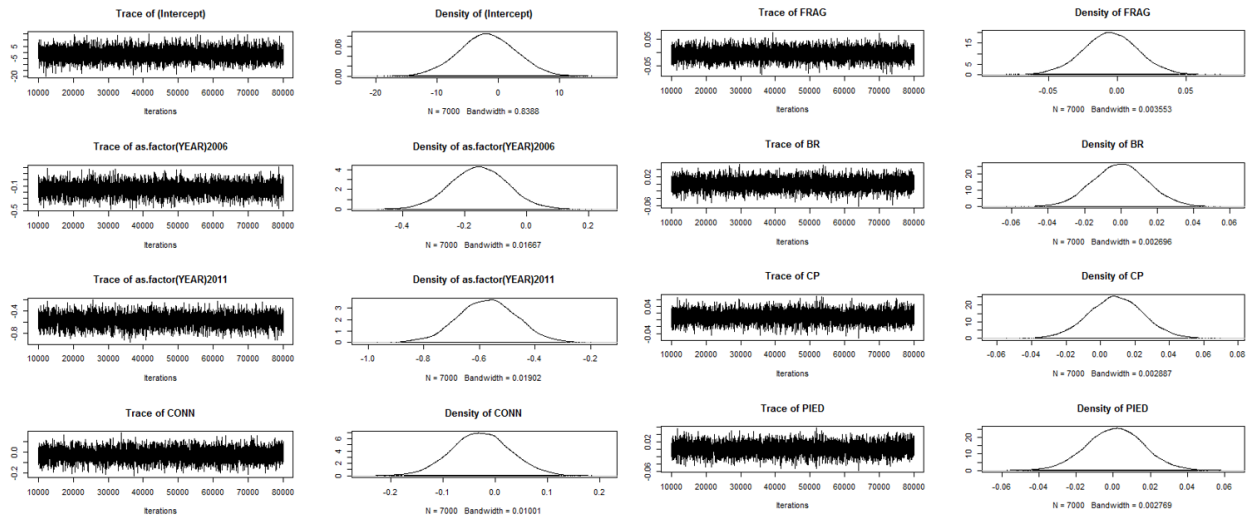 Trace of (Intercept)
-20 -5 5
10000 20000 30000 40000 50000 60000 70000 80000
Iterations
Density of (Intercept)
0.00 0.06
-20 -10 0 10
N = 7000 Bandwidth = 0.8388
Trace of FRAG
-0.05 0.05
10000 20000 30000 40000 50000 60000 70000 80000
Iterations
Density of FRAG
0 5 15
-0.05 0.00 0.05
N = 7000 Bandwidth = 0.003553
Trace of as.factor(YEAR)2006
-0.5 -0.1
10000 20000 30000 40000 50000 60000 70000 80000
Iterations
Density of as.factor(YEAR)2006
0 2 4
-0.4 -0.2 0.0 0.2
N = 7000 Bandwidth = 0.01667
Trace of BR
-0.06 0.02
10000 20000 30000 40000 50000 60000 70000 80000
Iterations
Density of BR
0 5 10 20
-0.06 -0.04 -0.02 0.00 0.02 0.04 0.06
N = 7000 Bandwidth = 0.002696
Trace of as.factor(YEAR)2011
-0.8 -0.4
10000 20000 30000 40000 50000 60000 70000 80000
Iterations
Density of as.factor(YEAR)2011
0 1 2 3
-1.0 -0.8 -0.6 -0.4 -0.2
N = 7000 Bandwidth = 0.01902
Trace of CP
-0.04 0.04
10000 20000 30000 40000 50000 60000 70000 80000
Iterations
Density of CP
0 5 10 20
-0.06 -0.04 -0.02 0.00 0.02 0.04 0.06 0.08
N = 7000 Bandwidth = 0.002887
Trace of CONN
-0.2 0.0
10000 20000 30000 40000 50000 60000 70000 80000
Iterations
Density of CONN
0 2 4 6
-0.2 -0.1 0.0 0.1 0.2
N = 7000 Bandwidth = 0.01001
Trace of PIED
-0.06 0.02
10000 20000 30000 40000 50000 60000 70000 80000
Iterations
Density of PIED
0 5 10 20
-0.06 -0.04 -0.02 0.00 0.02 0.04 0.06
N = 7000 Bandwidth = 0.002769